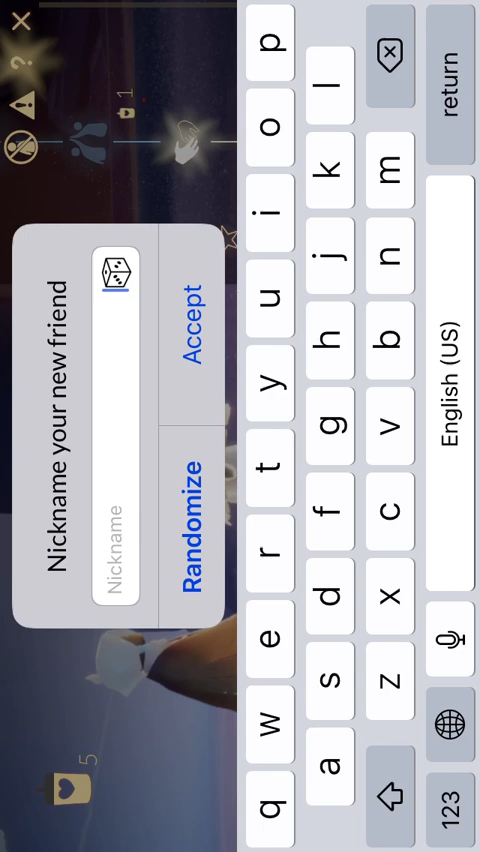 ?
1
5
Nickname your new friend
Nickname
Randomize
Accept
q w e r t y u i o p
a s d f g h j k l
z x c v b n m
123
English (US)
return